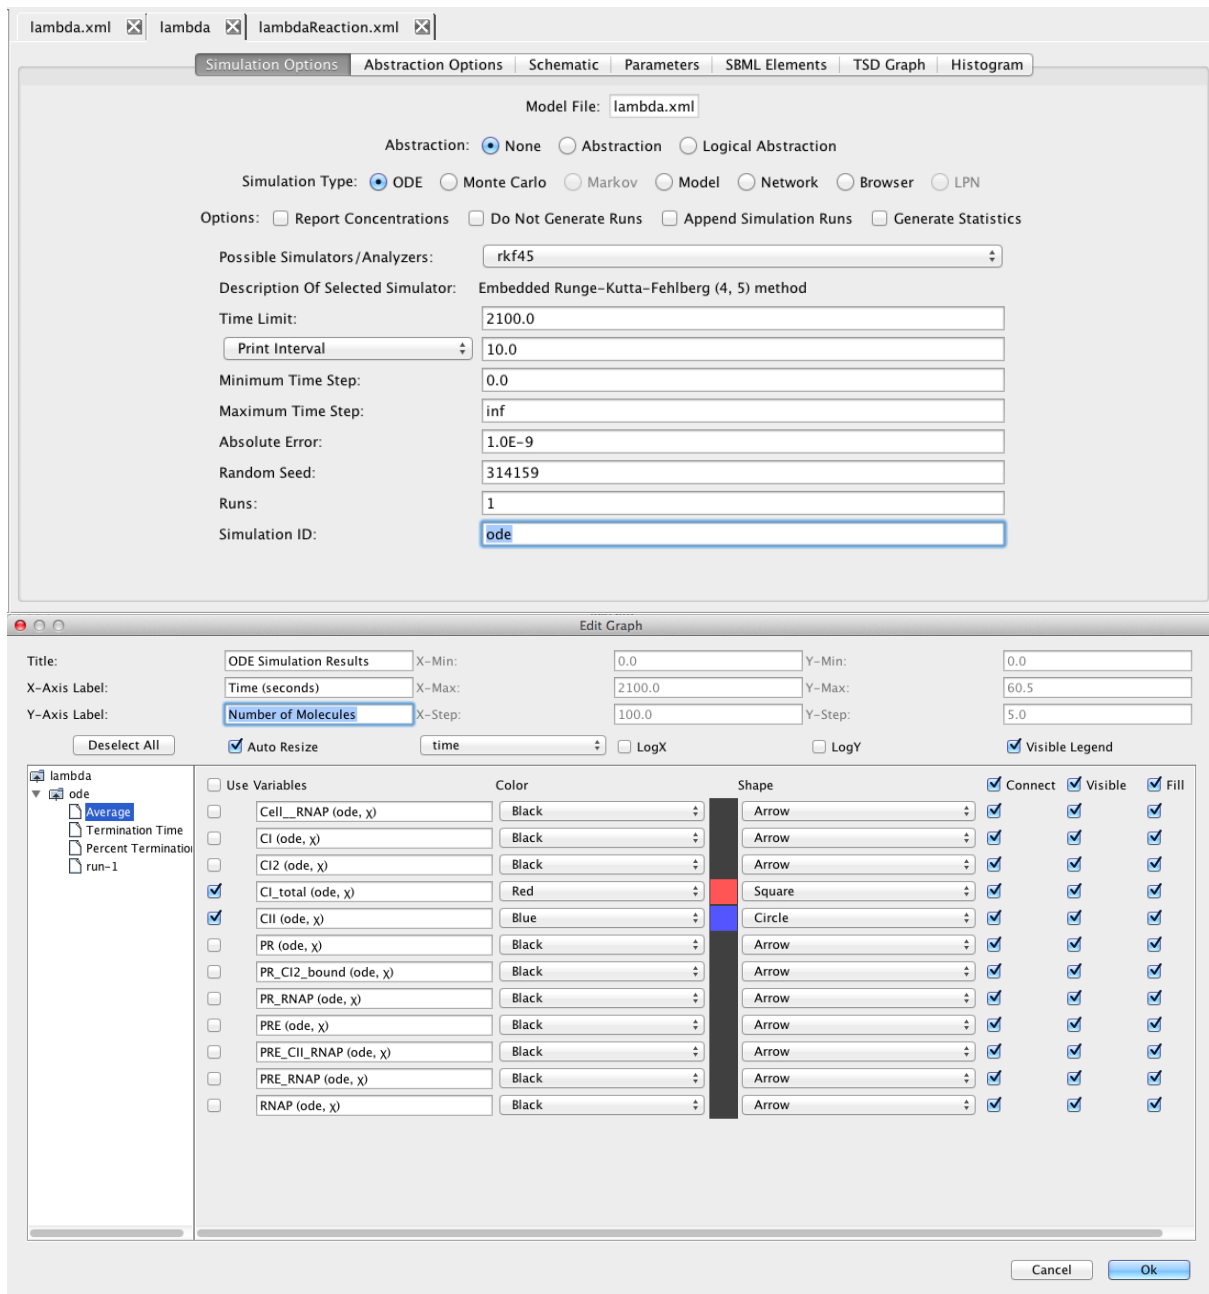 lambda.xml lambda lambdaReaction.xml
Simulation Options Abstraction Options Schematic Parameters SBML Elements TSD Graph Histogram
Model File: lambda.xml
Abstraction: None Abstraction Logical Abstraction
Simulation Type: ODE Monte Carlo Markov Model Network Browser LPN
Options: Report Concentrations Do Not Generate Runs Append Simulation Runs Generate Statistics
Possible Simulators/Analyzers: rkf45
Description Of Selected Simulator: Embedded Runge-Kutta-Fehlberg (4, 5) method
Time Limit: 2100.0
Print Interval 10.0
Minimum Time Step: 0.0
Maximum Time Step: inf
Absolute Error: 1.0E-9
Random Seed: 314159
Runs: 1
Simulation ID: ode
Edit Graph
Title: ODE Simulation Results X-Min: 0.0 Y-Min: 0.0
X-Axis Label: Time (seconds) X-Max: 2100.0 Y-Max: 60.5
Y-Axis Label: Number of Molecules X-Step: 100.0 Y-Step: 5.0
Deselect All Auto Resize time LogX LogY Visible Legend
lambda
ode
Average
Termination Time
Percent Termination
run-1
Use Variables Color Shape Connect Visible Fill
Cell__RNAP (ode, χ) Black Arrow
CI (ode, χ) Black Arrow
CI2 (ode, χ) Black Arrow
CI_total (ode, χ) Red Square
CII (ode, χ) Blue Circle
PR (ode, χ) Black Arrow
PR_CI2_bound (ode, χ) Black Arrow
PR_RNAP (ode, χ) Black Arrow
PRE (ode, χ) Black Arrow
PRE_CII_RNAP (ode, χ) Black Arrow
PRE_RNAP (ode, χ) Black Arrow
RNAP (ode, χ) Black Arrow
Cancel Ok